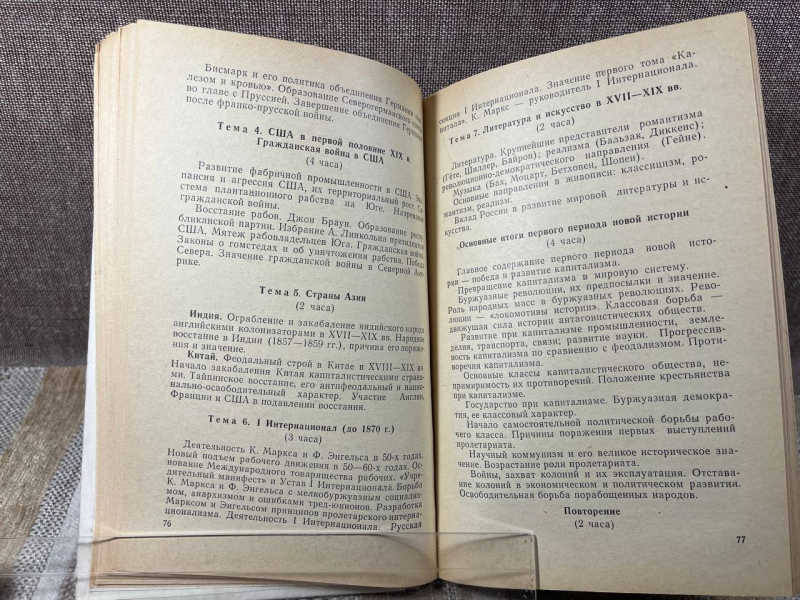 Бисмарк и его политика объединения Германии
лезом и кровью». Образование Северогерманского
во главе с Пруссией. Завершение объединения Германии
после франко-прусской войны.
Тема 4. США в первой половине XIX в.
Гражданская война в США
(4 часа)
Развитие фабричной промышленности в США. Экс-
пансия и агрессия США, их территориальный рост. Си-
стема плантационного рабства на Юге. Назревание
гражданской войны.
Восстание рабов. Джон Браун. Образование респу-
бликанской партии. Избрание А. Линкольна президентом
США. Мятеж рабовладельцев Юга. Гражданская война.
Законы о гомстедах и об уничтожении рабства. Победа
Севера. Значение гражданской войны в Северной Аме-
рике.
Тема 5. Страны Азии
(2 часа)
Индия. Ограбление и закабаление индийского народа
английскими колонизаторами в XVII—XIX вв. Народное
восстание в Индии (1857—1859 гг.), причина его пораже-
ния и значение.
Китай. Феодальный строй в Китае в XVIII—XIX вв.
Начало закабаления Китая капиталистическими страна-
ми. Тайпинское восстание, его антифеодальный и нацио-
нально-освободительный характер. Участие Англии,
Франции и США в подавлении восстания.
Тема 6. I Интернационал (до 1870 г.)
(3 часа)
Деятельность К. Маркса и Ф. Энгельса в 50-х годах.
Новый подъем рабочего движения в 50—60-х годах. Ос-
нование Международного товарищества рабочих. «Учре-
дительный манифест» и Устав I Интернационала. Борьба
К. Маркса и Ф. Энгельса с мелкобуржуазным социализ-
мом, анархизмом и ошибками тред-юнионов. Разработка
Марксом и Энгельсом принципов пролетарского интерна-
ционализма. Деятельность I Интернационала. Русская
76
секция I Интернационала. Значение первого тома «Ка-
питала». К. Маркс — руководитель I Интернационала.
Тема 7. Литература и искусство в XVII—XIX вв.
(2 часа)
Литература. Крупнейшие представители романтизма
(Гёте, Шиллер, Байрон); реализма (Бальзак, Диккенс);
революционно-демократического направления (Гейне).
Музыка (Бах, Моцарт, Бетховен, Шопен).
Основные направления в живописи: классицизм, ро-
мантизм, реализм.
Вклад России в развитие мировой литературы и ис-
кусства.
Основные итоги первого периода новой истории
(4 часа)
Главное содержание первого периода новой исто-
рии — победа и развитие капитализма.
Превращение капитализма в мировую систему.
Буржуазные революции, их предпосылки и значение.
Роль народных масс в буржуазных революциях. Рево-
люции — «локомотивы истории». Классовая борьба —
движущая сила истории антагонистических обществ.
Развитие при капитализме промышленности, земле-
делия, транспорта, связи; развитие науки. Прогрессив-
ность капитализма по сравнению с феодализмом. Проти-
воречия капитализма.
Основные классы капиталистического общества, не-
примиримость их противоречий. Положение крестьянства
при капитализме.
Государство при капитализме. Буржуазная демокра-
тия, ее классовый характер.
Начало самостоятельной политической борьбы рабо-
чего класса. Причины поражения первых выступлений
пролетариата.
Научный коммунизм и его великое историческое зна-
чение. Возрастание роли пролетариата.
Войны, захват колоний и их эксплуатация. Отстава-
ние колоний в экономическом и политическом развитии.
Освободительная борьба порабощенных народов.
Повторение
(2 часа)
77